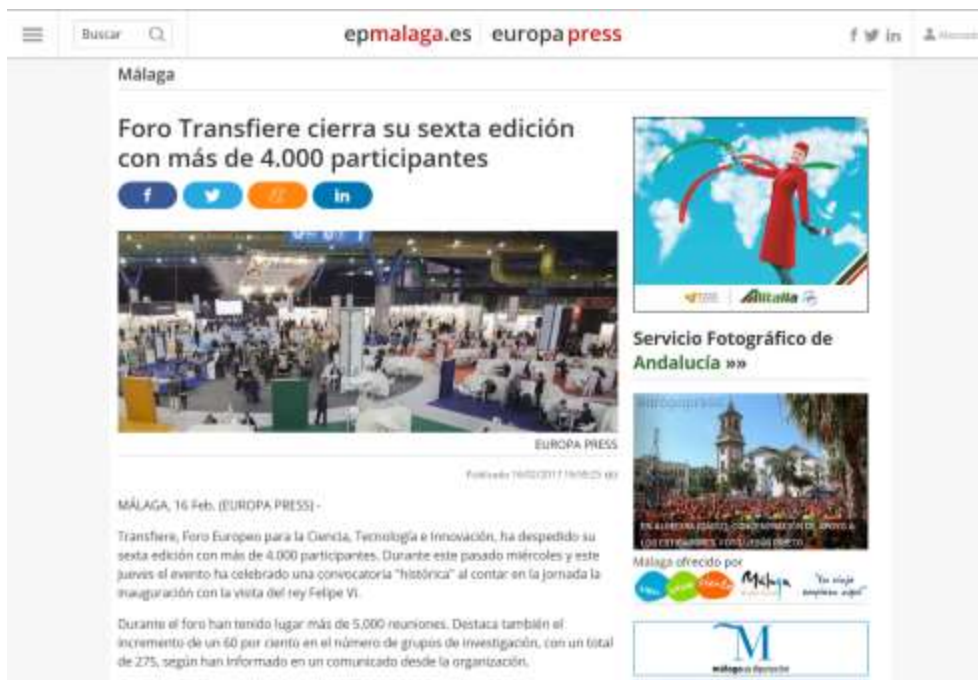 Buscar
epmalaga.es europa press
f in
Málaga
Foro Transfiere cierra su sexta edición
con más de 4.000 participantes
f in
EUROPA PRESS
MÁLAGA, 16 Feb. (EUROPA PRESS) -
Transfiere, Foro Europeo para la Ciencia, Tecnología e Innovación, ha despedido su
sexta edición con más de 4.000 participantes. Durante este pasado miércoles y este
jueves el evento ha celebrado una convocatoria "histórica" al contar en la jornada la
inauguración con la visita del rey Felipe VI.
Durante el foro han tenido lugar más de 5.000 reuniones. Destaca también el
incremento de un 60 por ciento en el número de grupos de investigación, con un total
de 275, según han informado en un comunicado desde la organización.
Alitalia
Servicio Fotográfico de
Andalucía »»
europapress
Málaga ofrecido por
Málaga
M